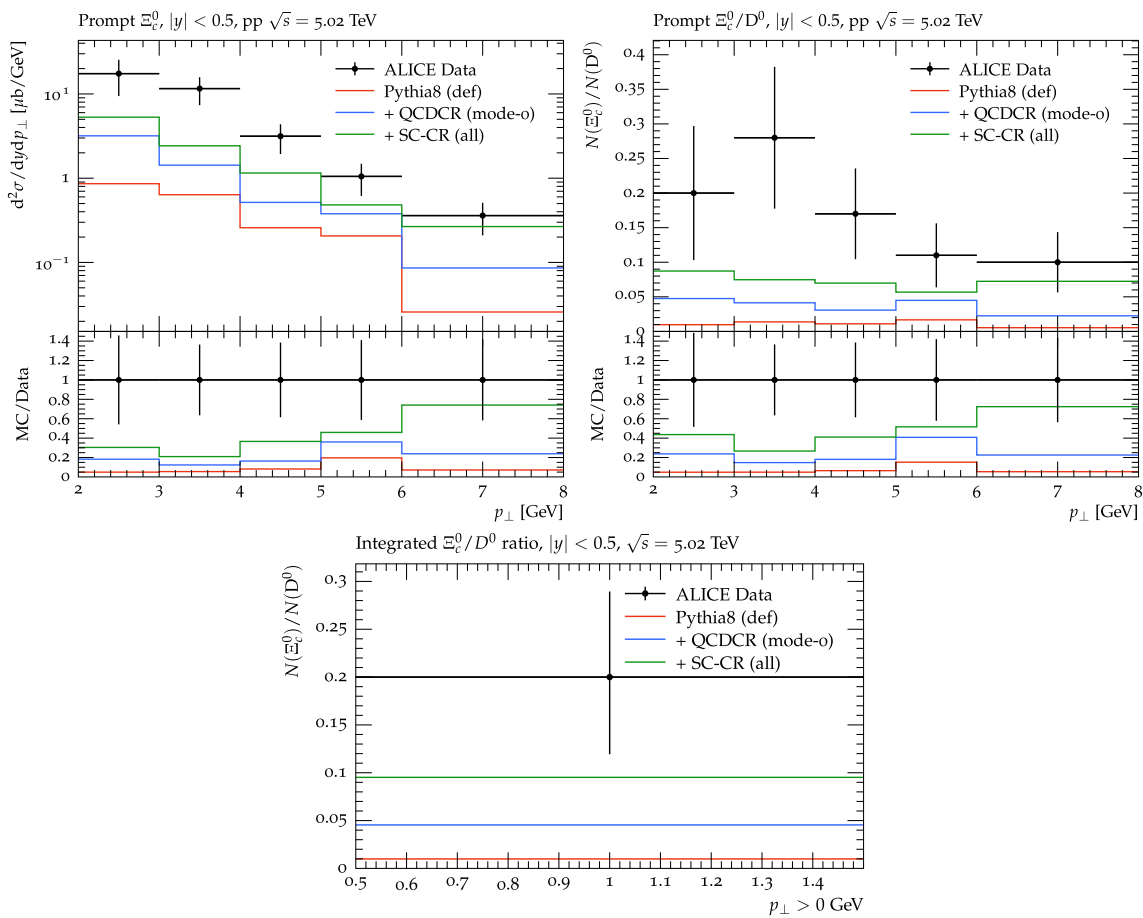 Prompt Ξ⁰_c, |y| < 0.5, pp √s = 5.02 TeV
d²σ/dydp⊥ [μb/GeV]
10¹
1
10⁻¹
ALICE Data
Pythia8 (def)
+ QCDCR (mode-0)
+ SC-CR (all)
MC/Data
1.4
1.2
1
0.8
0.6
0.4
0.2
0
2 3 4 5 6 7 8
p⊥ [GeV]
Prompt Ξ⁰_c/D⁰, |y| < 0.5, pp √s = 5.02 TeV
N(Ξ⁰_c)/N(D⁰)
0.4
0.35
0.3
0.25
0.2
0.15
0.1
0.05
0
ALICE Data
Pythia8 (def)
+ QCDCR (mode-0)
+ SC-CR (all)
MC/Data
1.4
1.2
1
0.8
0.6
0.4
0.2
0
2 3 4 5 6 7 8
p⊥ [GeV]
Integrated Ξ⁰_c/D⁰ ratio, |y| < 0.5, √s = 5.02 TeV
N(Ξ⁰_c)/N(D⁰)
0.3
0.25
0.2
0.15
0.1
0.05
0
ALICE Data
Pythia8 (def)
+ QCDCR (mode-0)
+ SC-CR (all)
0.5 0.6 0.7 0.8 0.9 1 1.1 1.2 1.3 1.4
p⊥ > 0 GeV